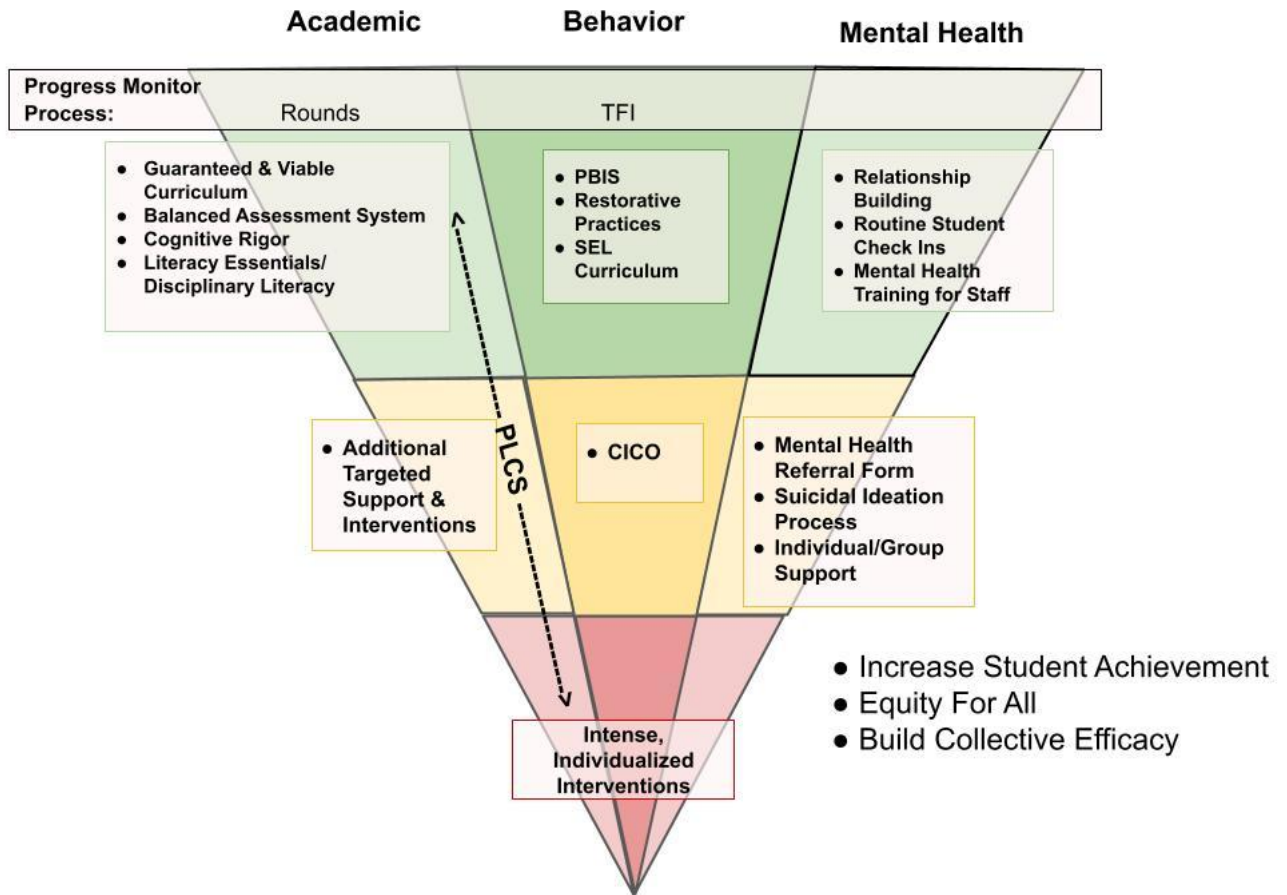 Academic
Behavior
Mental Health
Progress Monitor
Process:
Rounds
TFI
● Guaranteed & Viable
Curriculum
● Balanced Assessment System
● Cognitive Rigor
● Literacy Essentials/
Disciplinary Literacy
● PBIS
● Restorative
Practices
● SEL
Curriculum
● Relationship
Building
● Routine Student
Check Ins
● Mental Health
Training for Staff
PLCS
● Additional
Targeted
Support &
Interventions
● CICO
● Mental Health
Referral Form
● Suicidal Ideation
Process
● Individual/Group
Support
Intense,
Individualized
Interventions
● Increase Student Achievement
● Equity For All
● Build Collective Efficacy